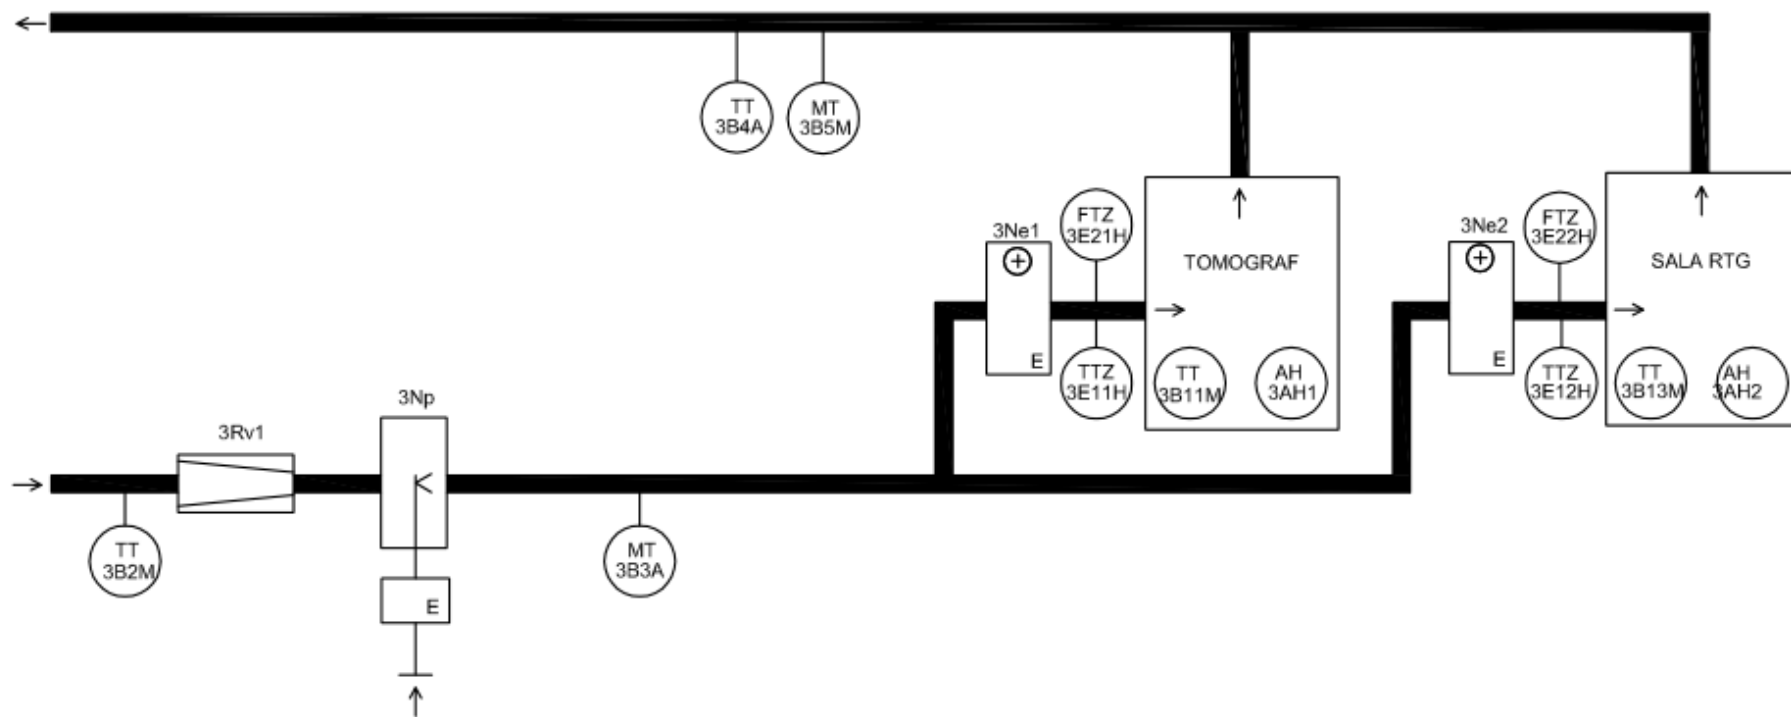 TT
3B4A
MT
3B5M
3Ne1
FTZ
3E21H
TOMOGRAF
3Ne2
FTZ
3E22H
SALA RTG
E
TTZ
3E11H
TT
3B11M
AH
3AH1
E
TTZ
3E12H
TT
3B13M
AH
3AH2
3Rv1
3Np
TT
3B2M
MT
3B3A
E